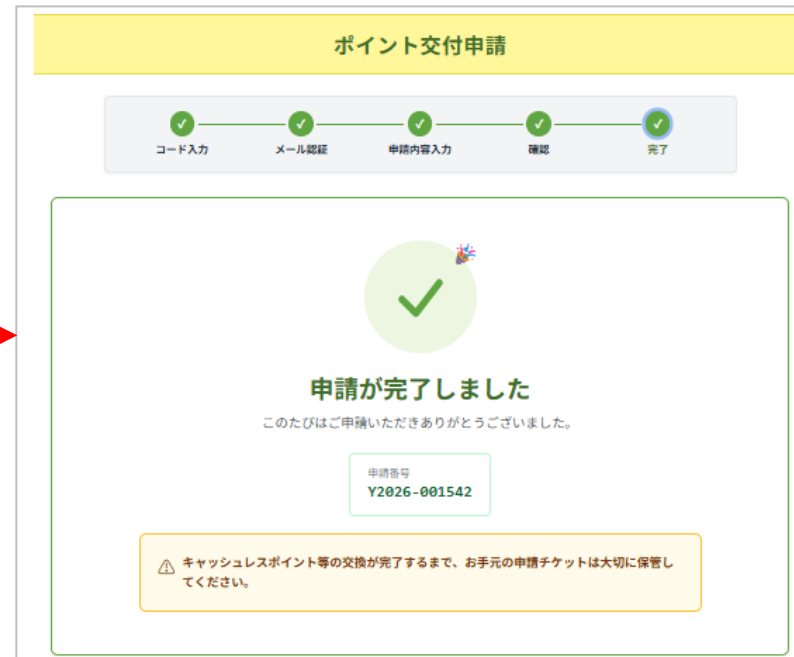 ポイント交付申請
コード入力
メール認証
申請内容入力
確認
完了
申請が完了しました
このたびはご申請いただきありがとうございました。
申請番号
Y2026-001542
キャッシュレスポイント等の交換が完了するまで、お手元の申請チケットは大切に保管し
てください。